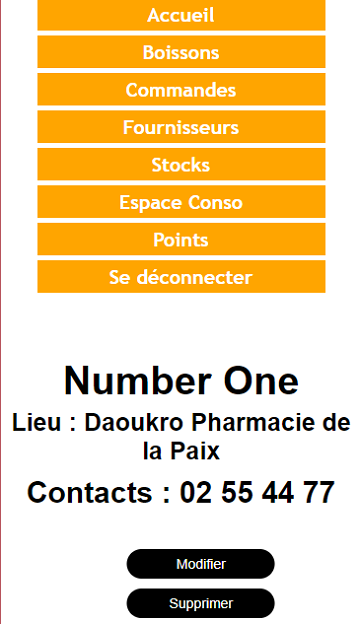 Accueil
Boissons
Commandes
Fournisseurs
Stocks
Espace Conso
Points
Se déconnecter
Number One
Lieu : Daoukro Pharmacie de
la Paix
Contacts : 02 55 44 77
Modifier
Supprimer